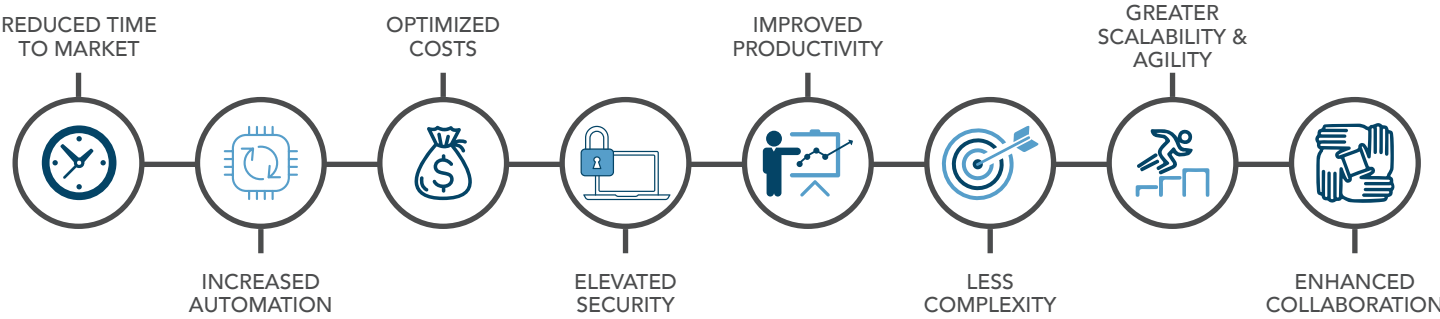 REDUCED TIME
TO MARKET
INCREASED
AUTOMATION
OPTIMIZED
COSTS
$
ELEVATED
SECURITY
IMPROVED
PRODUCTIVITY
LESS
COMPLEXITY
GREATER
SCALABILITY &
AGILITY
ENHANCED
COLLABORATION